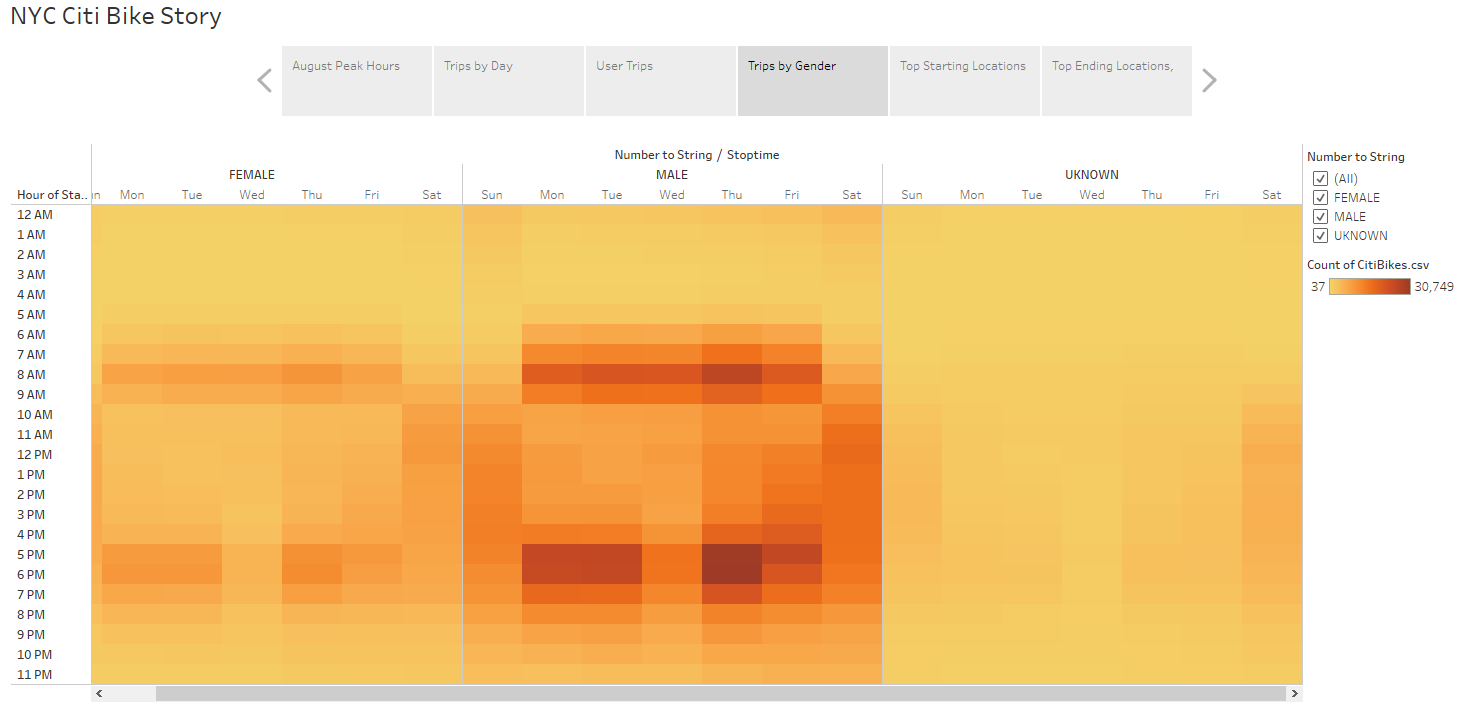 NYC Citi Bike Story
August Peak Hours
Trips by Day
User Trips
Trips by Gender
Top Starting Locations
Top Ending Locations,
Number to String / Stoptime
FEMALE MALE UKNOWN
Hour of Sta.. n Mon Tue Wed Thu Fri Sat Sun Mon Tue Wed Thu Fri Sat Sun Mon Tue Wed Thu Fri Sat
12 AM
1 AM
2 AM
3 AM
4 AM
5 AM
6 AM
7 AM
8 AM
9 AM
10 AM
11 AM
12 PM
1 PM
2 PM
3 PM
4 PM
5 PM
6 PM
7 PM
8 PM
9 PM
10 PM
11 PM
Number to String
(All)
FEMALE
MALE
UKNOWN
Count of CitiBikes.csv
37 30,749